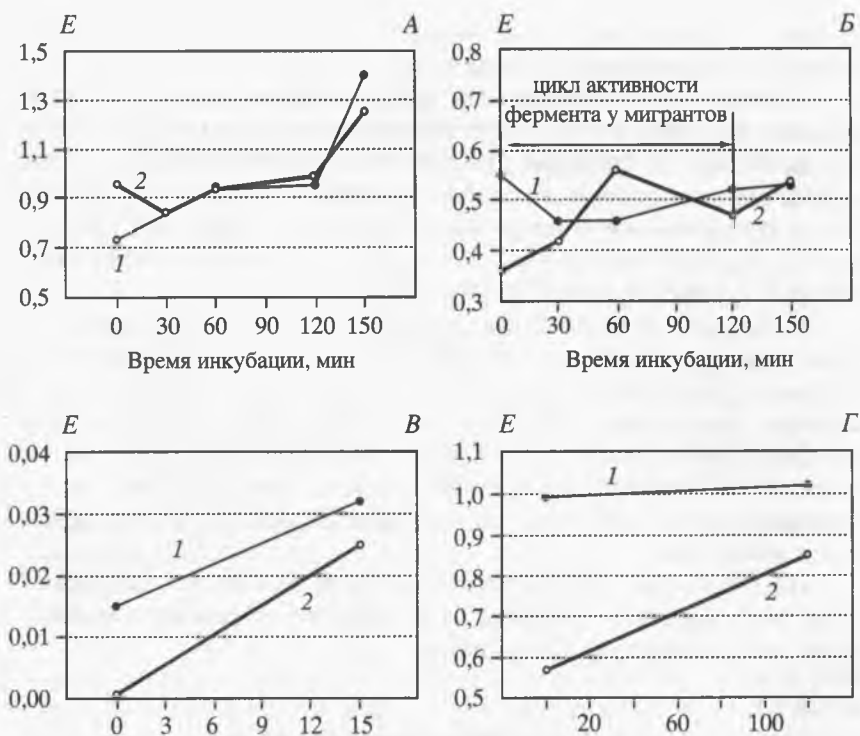 E А
1,5
1,3
1,1
0,9
0,7
0,5
2
1
0 30 60 90 120 150
Время инкубации, мин
E Б
0,8
0,7
0,6
0,5
0,4
0,3
цикл активности
фермента у мигрантов
1
2
0 30 60 90 120 150
Время инкубации, мин
E В
0,04
0,03
0,02
0,01
0,00
1
2
0 3 6 9 12 15
E Г
1,1
1,0
0,9
0,8
0,7
0,6
0,5
1
2
20 60 100